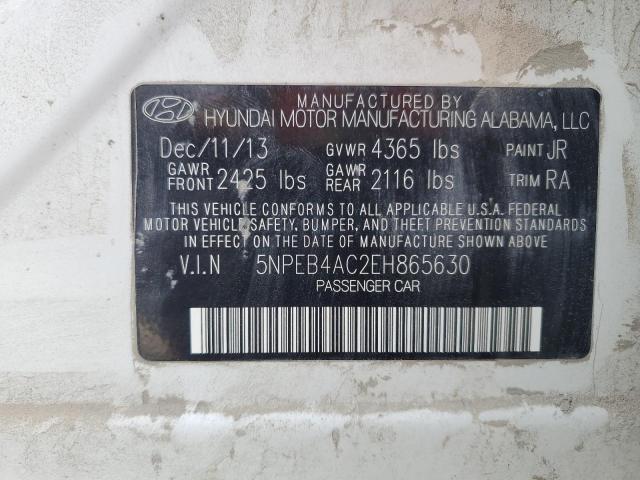 MANUFACTURED BY
HYUNDAI MOTOR MANUFACTURING ALABAMA, LLC
Dec/11/13 GVWR 4365 lbs PAINT JR
GAWR FRONT 2425 lbs GAWR REAR 2116 lbs TRIM RA
THIS VEHICLE CONFORMS TO ALL APPLICABLE U.S.A. FEDERAL
MOTOR VEHICLE SAFETY, BUMPER, AND THEFT PREVENTION STANDARDS
IN EFFECT ON THE DATE OF MANUFACTURE SHOWN ABOVE
V.I.N 5NPEB4AC2EH865630
PASSENGER CAR